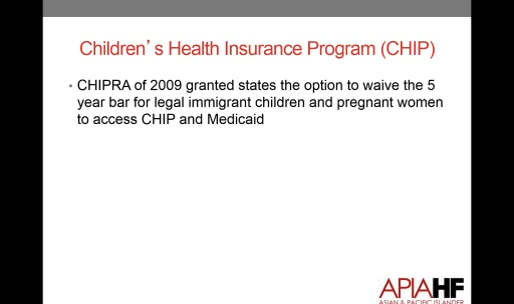 Children's Health Insurance Program (CHIP)
• CHIPRA of 2009 granted states the option to waive the 5
year bar for legal immigrant children and pregnant women
to access CHIP and Medicaid
APIAHF
ASIAN & PACIFIC ISLANDER